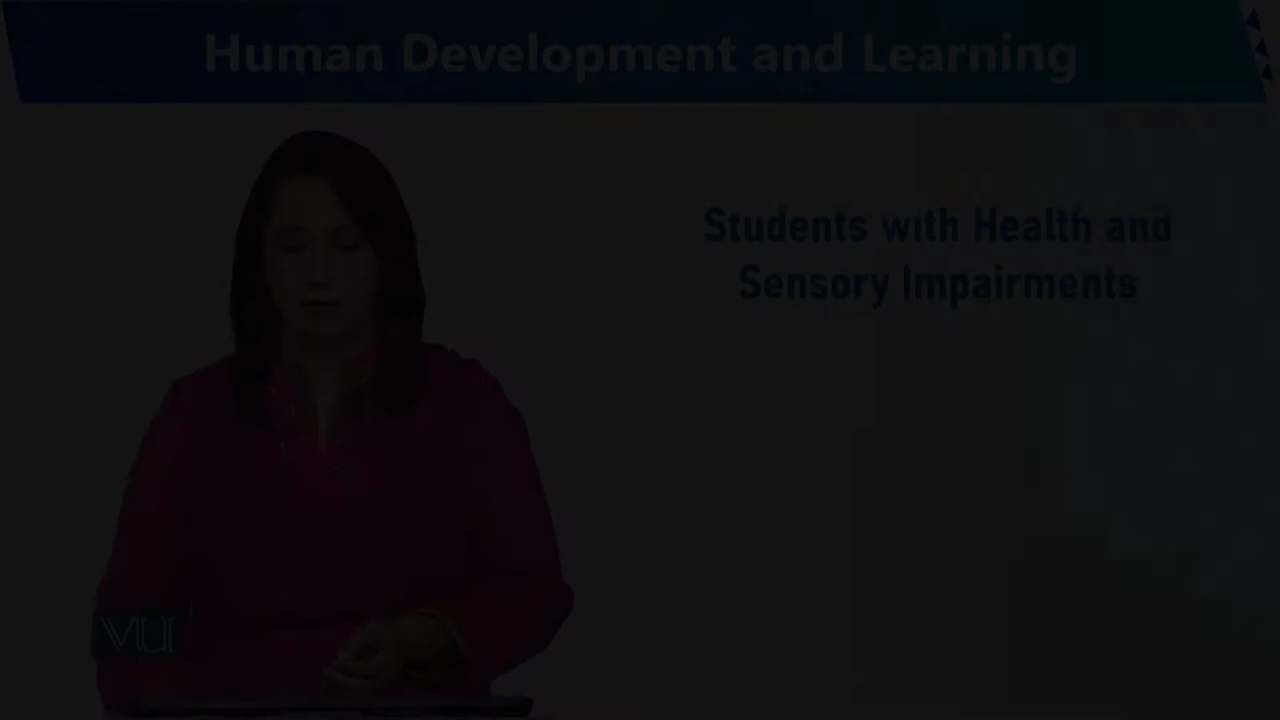 Human Development and Learning
Students with Health and
Sensory Impairments
VU